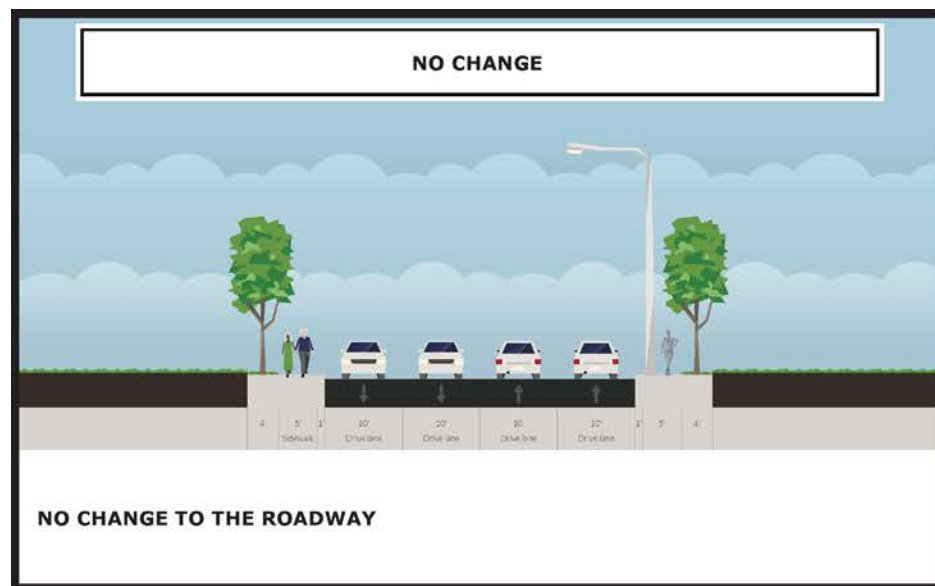 NO CHANGE
4' 5' 1' 10' 10' 10' 10' 1' 5' 4'
Sidewalk Drive lane Drive lane Drive lane Drive lane
NO CHANGE TO THE ROADWAY